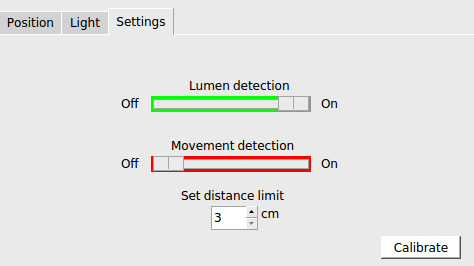 Position Light Settings
Lumen detection
Off On
Movement detection
Off On
Set distance limit
3 cm
Calibrate